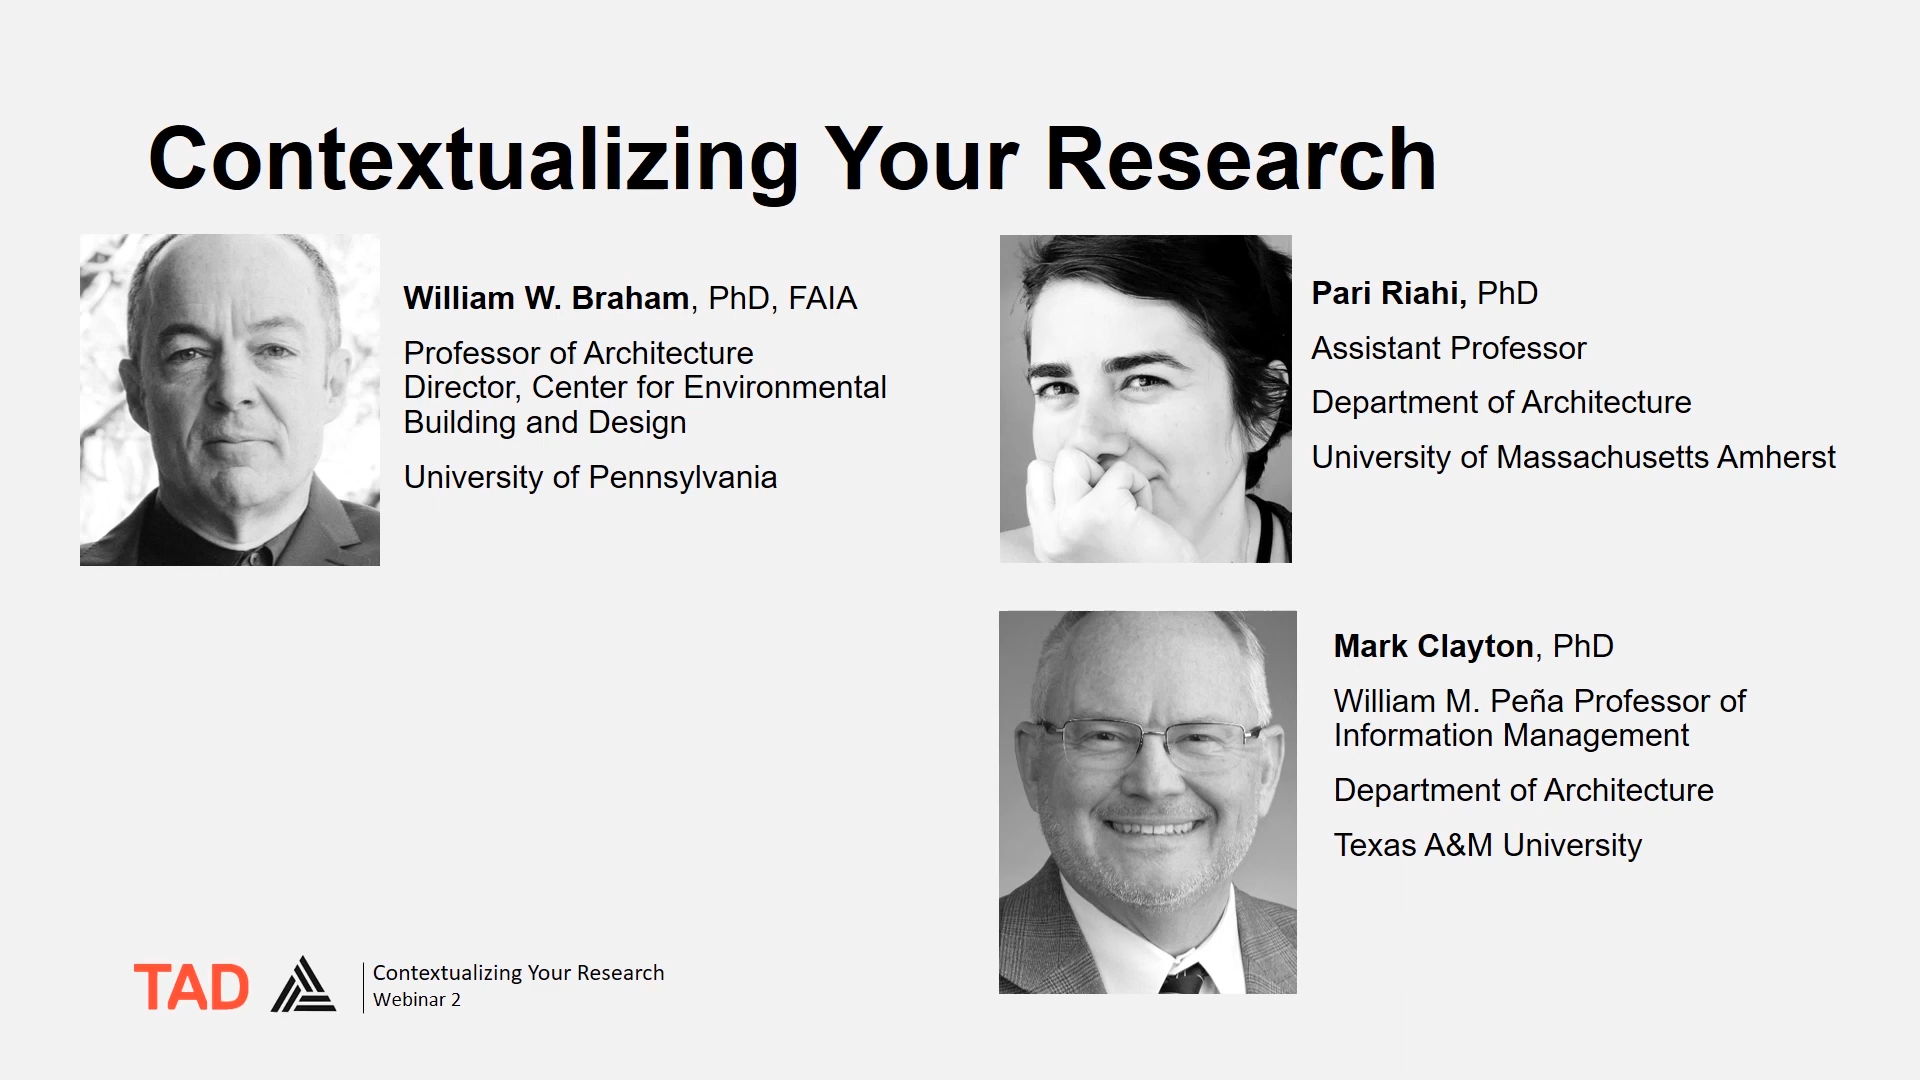 Contextualizing Your Research
William W. Braham, PhD, FAIA
Professor of Architecture
Director, Center for Environmental
Building and Design
University of Pennsylvania
Pari Riahi, PhD
Assistant Professor
Department of Architecture
University of Massachusetts Amherst
Mark Clayton, PhD
William M. Peña Professor of
Information Management
Department of Architecture
Texas A&M University
TAD
Contextualizing Your Research
Webinar 2